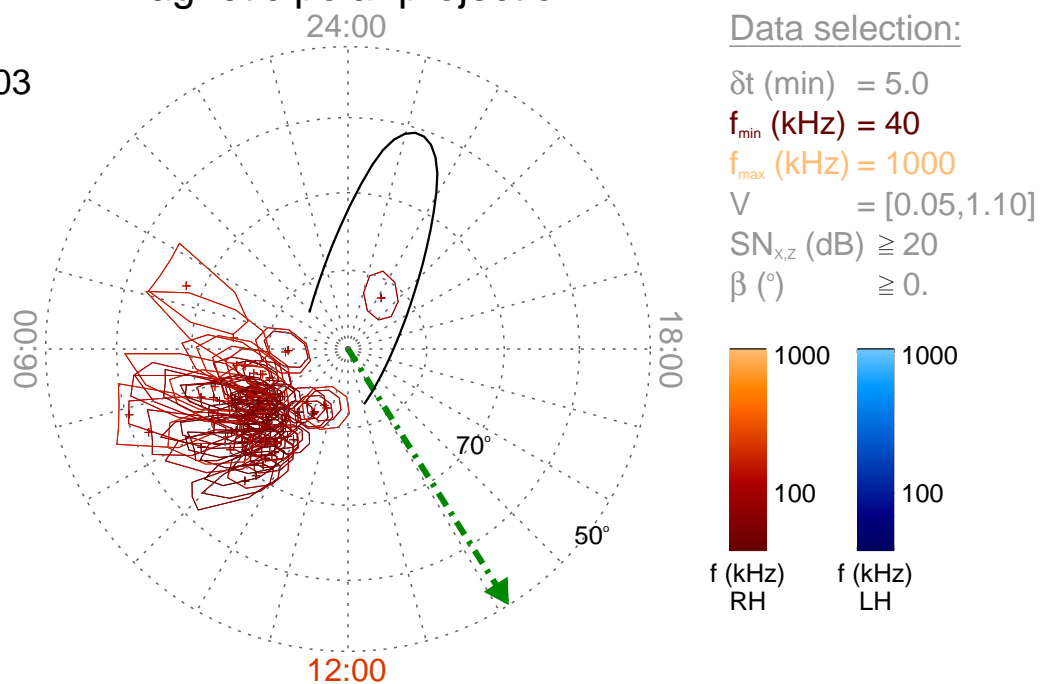 24:00
03
06:00
18:00
12:00
70°
50°
Data selection:
δt (min) = 5.0
fmin (kHz) = 40
fmax (kHz) = 1000
V = [0.05,1.10]
SNx,z (dB) ≧ 20
β (°) ≧ 0.
1000
1000
100
100
f (kHz)
f (kHz)
RH
LH